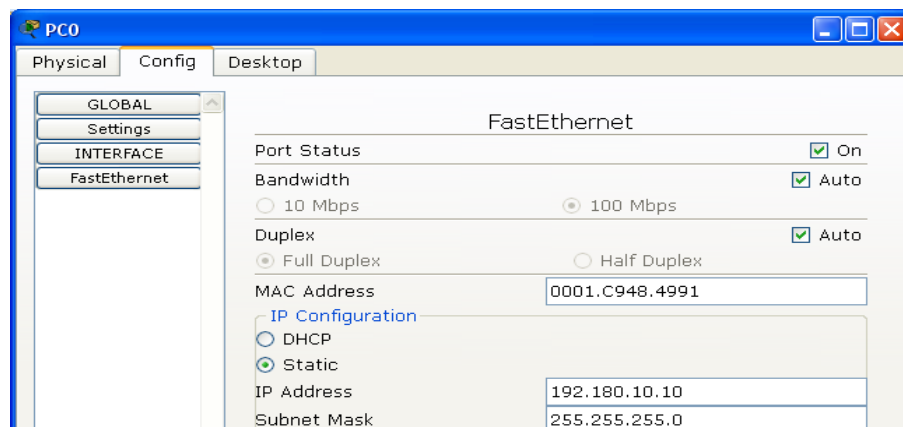 PC0
Physical Config Desktop
GLOBAL
Settings
INTERFACE
FastEthernet
FastEthernet
Port Status On
Bandwidth Auto
10 Mbps 100 Mbps
Duplex Auto
Full Duplex Half Duplex
MAC Address 0001.C948.4991
IP Configuration
DHCP
Static
IP Address 192.180.10.10
Subnet Mask 255.255.255.0